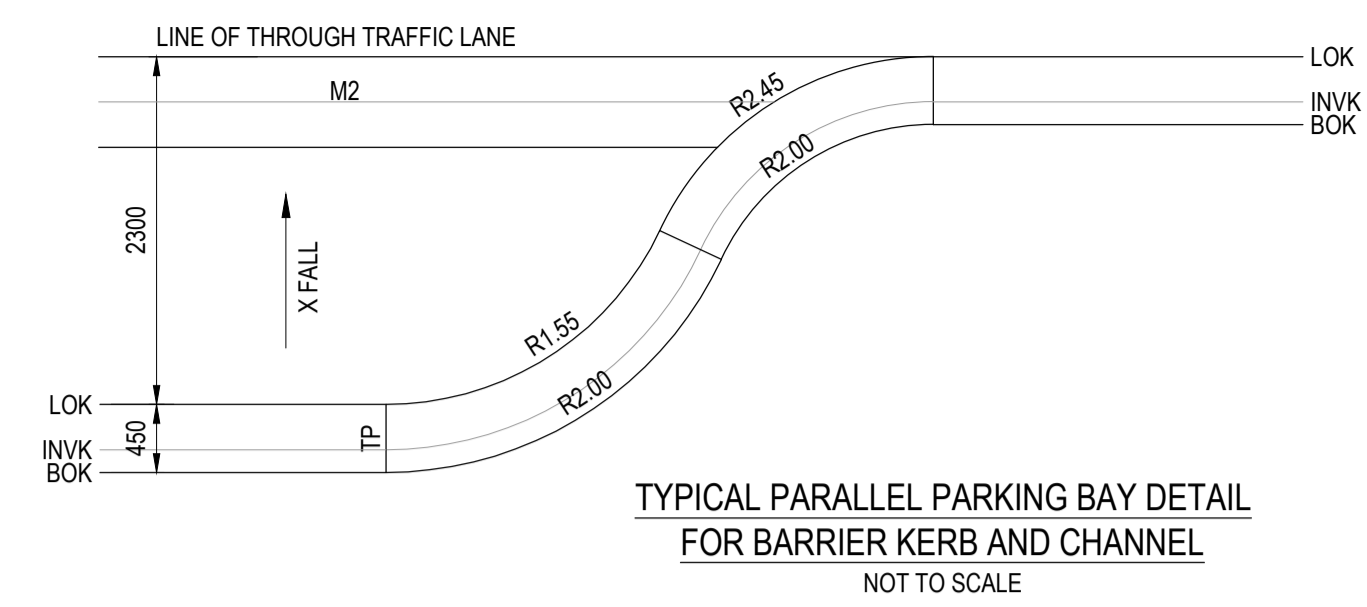 LINE OF THROUGH TRAFFIC LANE
LOK
M2
R2.45
INVK
BOK
R2.00
2300
X FALL
R1.55
LOK
450
TP
R2.00
INVK
BOK
TYPICAL PARALLEL PARKING BAY DETAIL
FOR BARRIER KERB AND CHANNEL
NOT TO SCALE